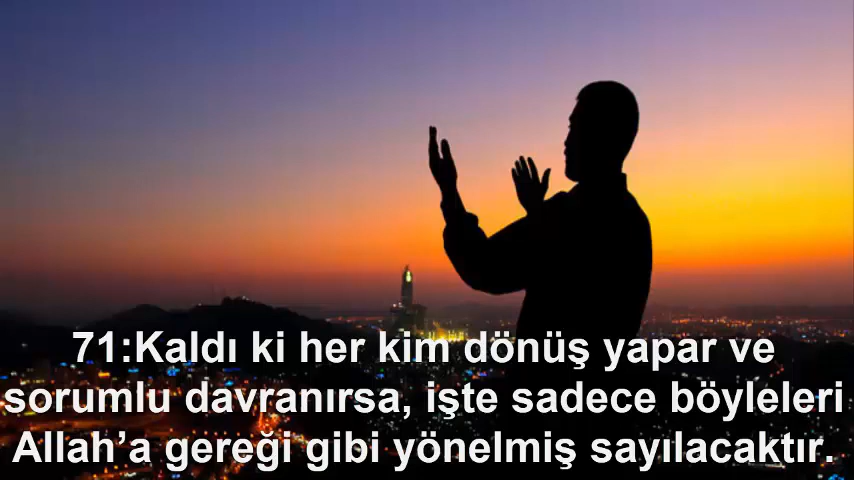 71:Kaldı ki her kim dönüş yapar ve
sorumlu davranırsa, işte sadece böyleleri
Allah’a gereği gibi yönelmiş sayılacaktır.